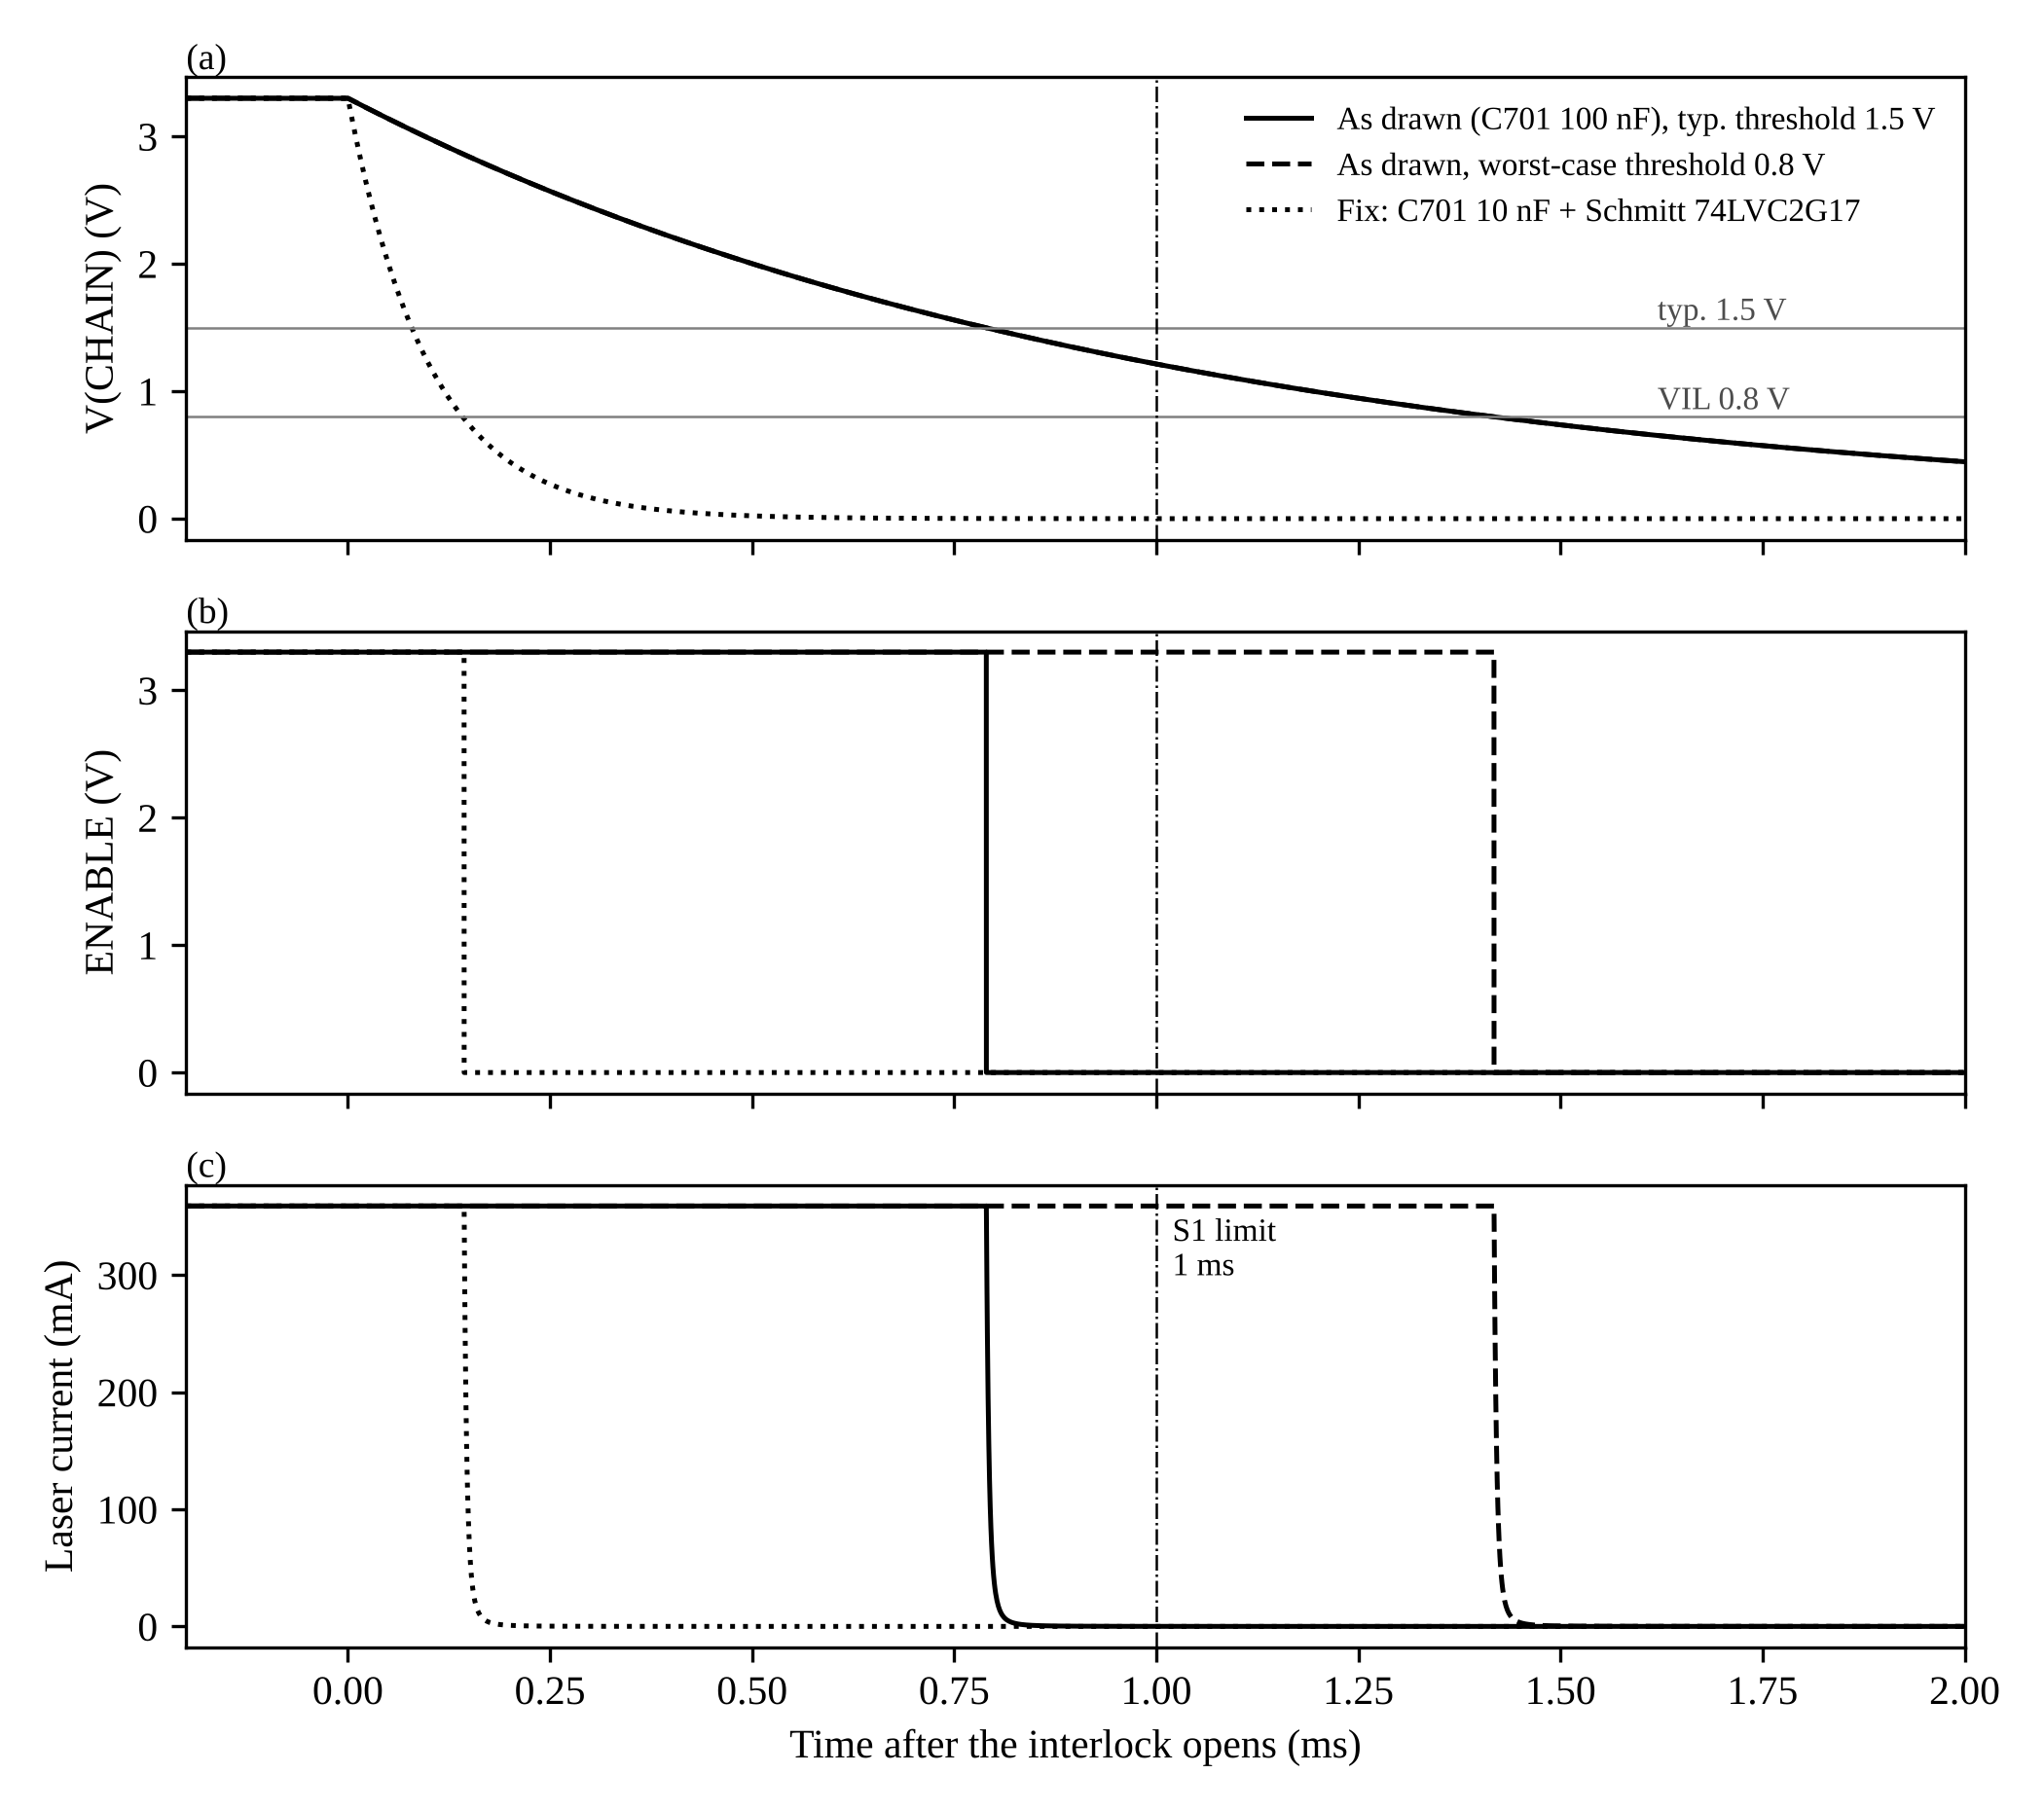 (a)
V(CHAIN) (V)
3
2
1
0
As drawn (C701 100 nF), typ. threshold 1.5 V
As drawn, worst-case threshold 0.8 V
Fix: C701 10 nF + Schmitt 74LVC2G17
typ. 1.5 V
VIL 0.8 V
(b)
ENABLE (V)
3
2
1
0
(c)
Laser current (mA)
300
200
100
0
S1 limit
1 ms
0.00 0.25 0.50 0.75 1.00 1.25 1.50 1.75 2.00
Time after the interlock opens (ms)